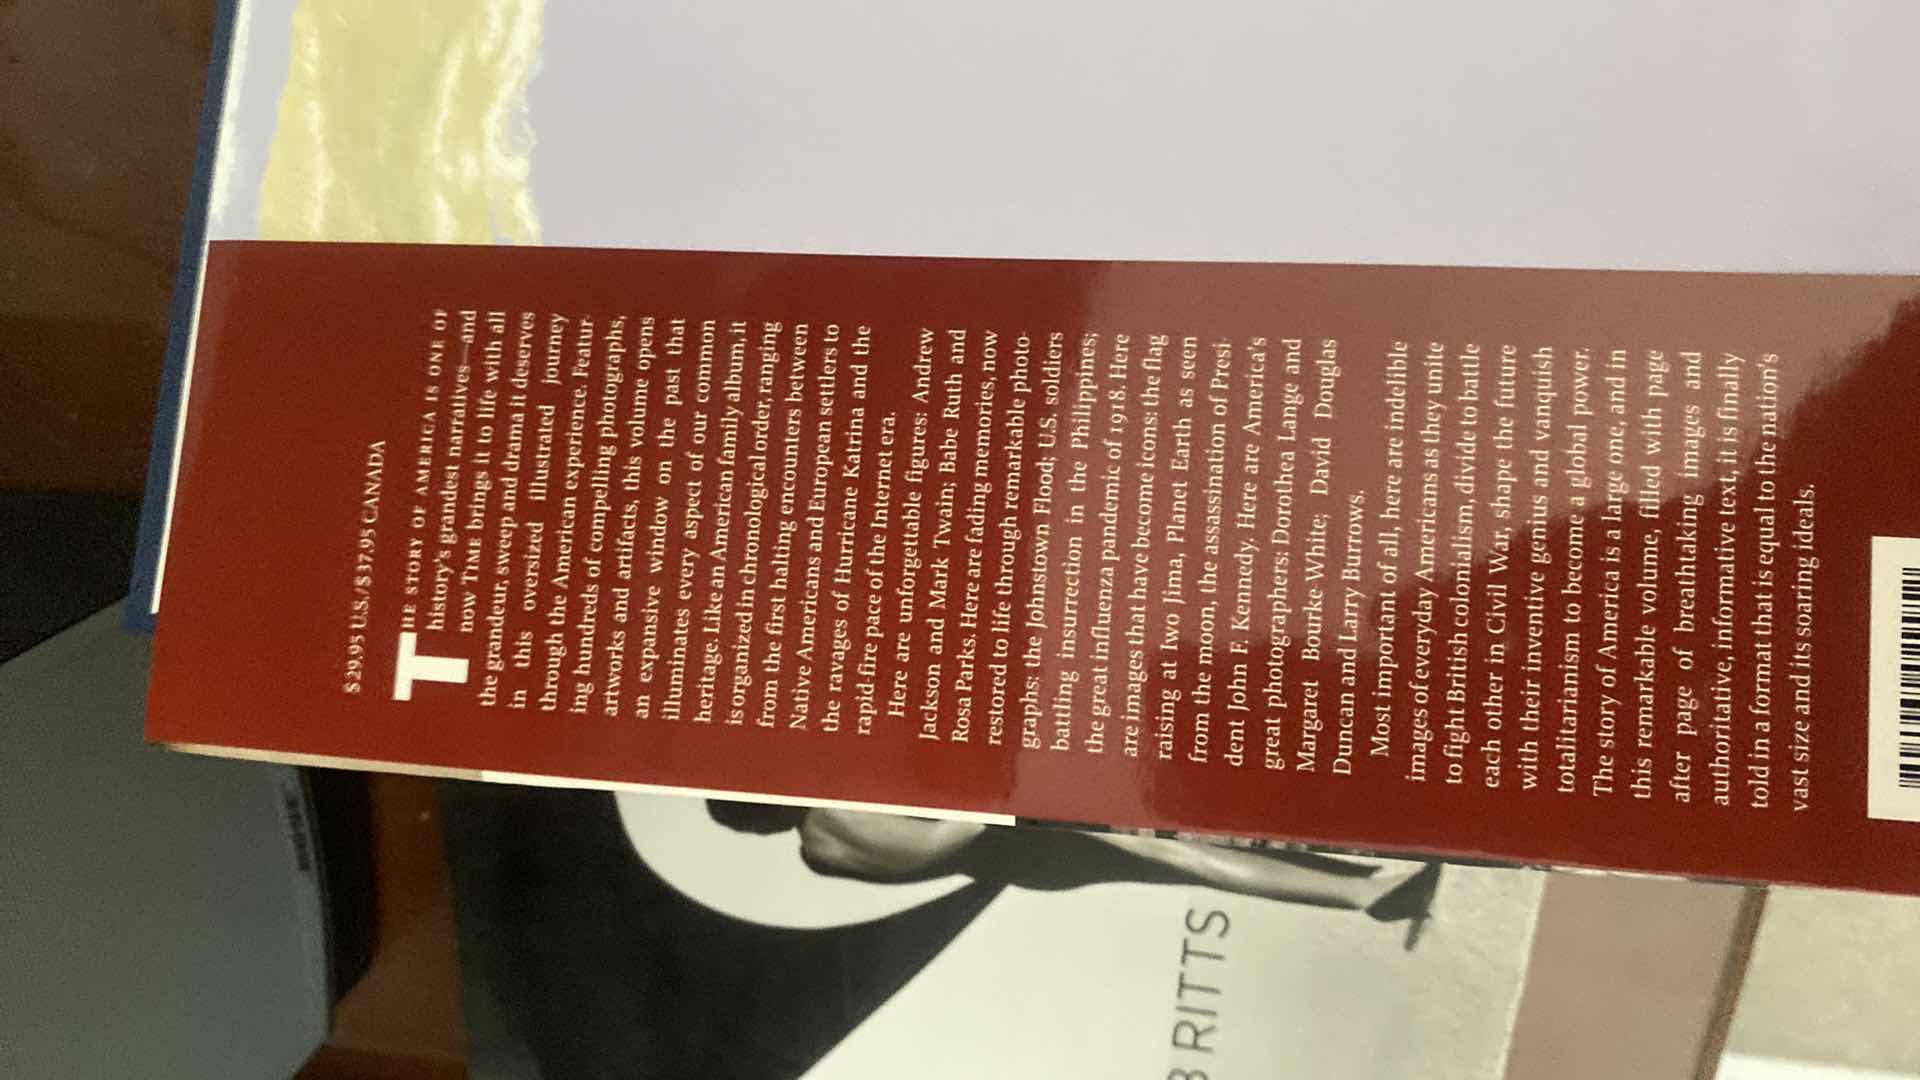 $29.95 U.S./$37.95 CANADA
THE STORY OF AMERICA IS ONE OF
history's grandest narratives—and
now TIME brings it to life with all
the grandeur, sweep and drama it deserves
in this oversized illustrated journey
through the American experience. Featur-
ing hundreds of compelling photographs,
artworks and artifacts, this volume opens
an expansive window on the past that
illuminates every aspect of our common
heritage. Like an American family album, it
is organized in chronological order, ranging
from the first halting encounters between
Native Americans and European settlers to
the ravages of Hurricane Katrina and the
rapid-fire pace of the Internet era.
Here are unforgettable figures: Andrew
Jackson and Mark Twain; Babe Ruth and
Rosa Parks. Here are fading memories, now
restored to life through remarkable photo-
graphs: the Johnstown Flood; U.S. soldiers
battling insurrection in the Philippines;
the great influenza pandemic of 1918. Here
are images that have become icons: the flag
raising at Iwo Jima, Planet Earth as seen
from the moon, the assassination of Presi-
dent John F. Kennedy. Here are America's
great photographers: Dorothea Lange and
Margaret Bourke-White; David Douglas
Duncan and Larry Burrows.
Most important of all, here are indelible
images of everyday Americans as they unite
to fight British colonialism, divide to battle
each other in Civil War, shape the future
with their inventive genius and vanquish
totalitarianism to become a global power.
The story of America is a large one, and in
this remarkable volume, filled with page
after page of breathtaking images and
authoritative, informative text, it is finally
told in a format that is equal to the nation's
vast size and its soaring ideals.
B RITTS